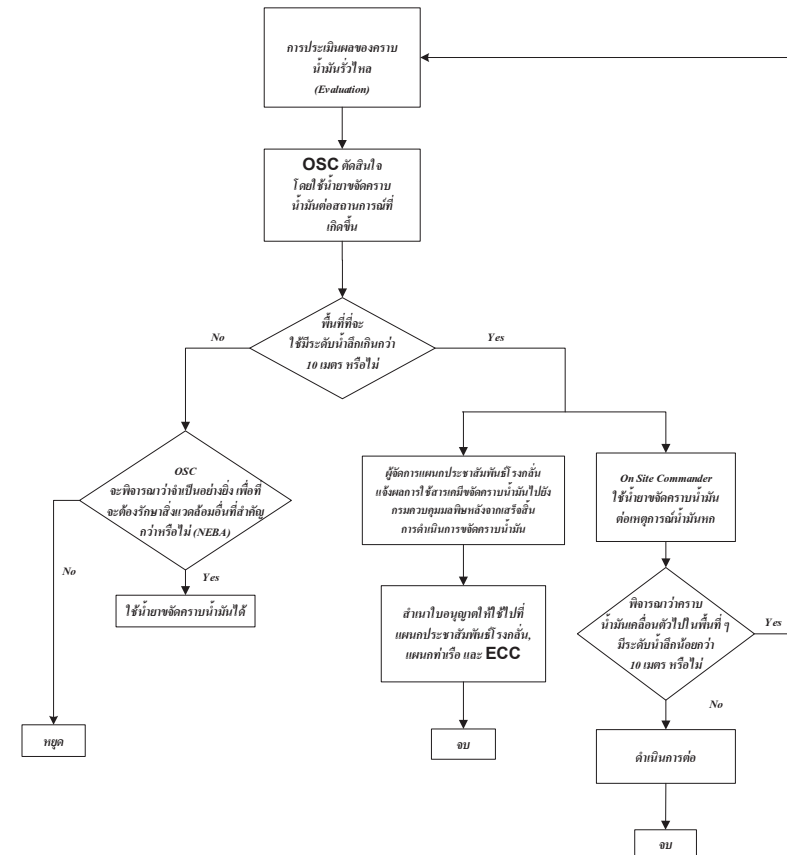 การประเมินผลของคราบ
น้ำมันรั่วไหล
(Evaluation)
OSC ตัดสินใจ
โดยใช้น้ำยาขจัดคราบ
น้ำมันต่อสถานการณ์ที่
เกิดขึ้น
พื้นที่ที่จะ
ใช้มีระดับน้ำลึกเกินกว่า
10 เมตร หรือไม่
No
Yes
OSC
จะพิจารณาว่าจำเป็นอย่างยิ่ง เพื่อที่
จะต้องรักษาสิ่งแวดล้อมอื่นที่สำคัญ
กว่าหรือไม่ (NEBA)
No
Yes
ใช้น้ำยาขจัดคราบน้ำมันได้
หยุด
ผู้จัดการแผนกประชาสัมพันธ์โรงกลั่น
แจ้งผลการใช้สารเคมีขจัดคราบน้ำมันไปยัง
กรมควบคุมมลพิษหลังจากเสร็จสิ้น
การดำเนินการขจัดคราบน้ำมัน
สำเนาใบอนุญาตให้ใช้ไปที่
แผนกประชาสัมพันธ์โรงกลั่น,
แผนกท่าเรือ และ ECC
จบ
On Site Commander
ใช้น้ำยาขจัดคราบน้ำมัน
ต่อเหตุการณ์น้ำมันหก
พิจารณาว่าคราบ
น้ำมันเคลื่อนตัวไปในพื้นที่ ๆ
มีระดับน้ำลึกน้อยกว่า
10 เมตร หรือไม่
Yes
No
ดำเนินการต่อ
จบ